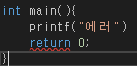 int main(){
    printf("에러")
    return 0;
}